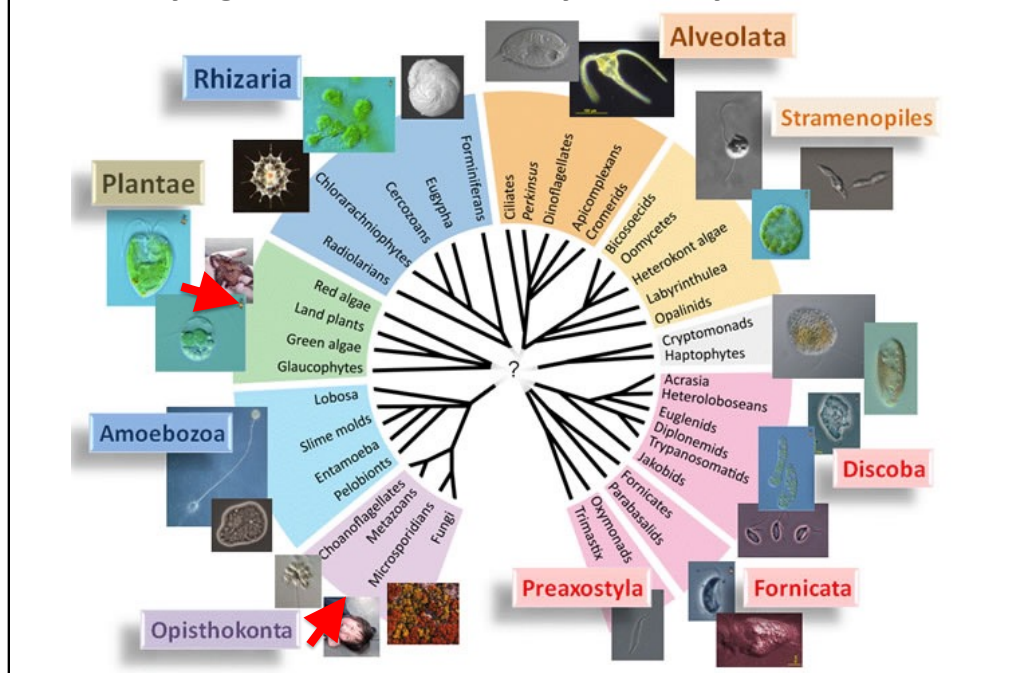 Alveolata
Rhizaria
Stramenopiles
Plantae
Forminiferans
Eugypha
Cercozoans
Chlorarachniophytes
Radiolarians
Ciliates
Perkinsus
Dinoflagellates
Apicomplexans
Cromerids
Bicosoecids
Oomycetes
Heterokont algae
Labyrinthulea
Opalinids
Red algae
Land plants
Green algae
Glaucophytes
Cryptomonads
Haptophytes
?
Lobosa
Slime molds
Entamoeba
Pelobionts
Amoebozoa
Acrasia
Heteroloboseans
Euglenids
Diplonemids
Trypanosomatids
Jakobids
Discoba
Choanoflagellates
Metazoans
Microsporidians
Fungi
Fornicates
Parabasalids
Oxymonads
Trimastix
Preaxostyla
Fornicata
Opisthokonta